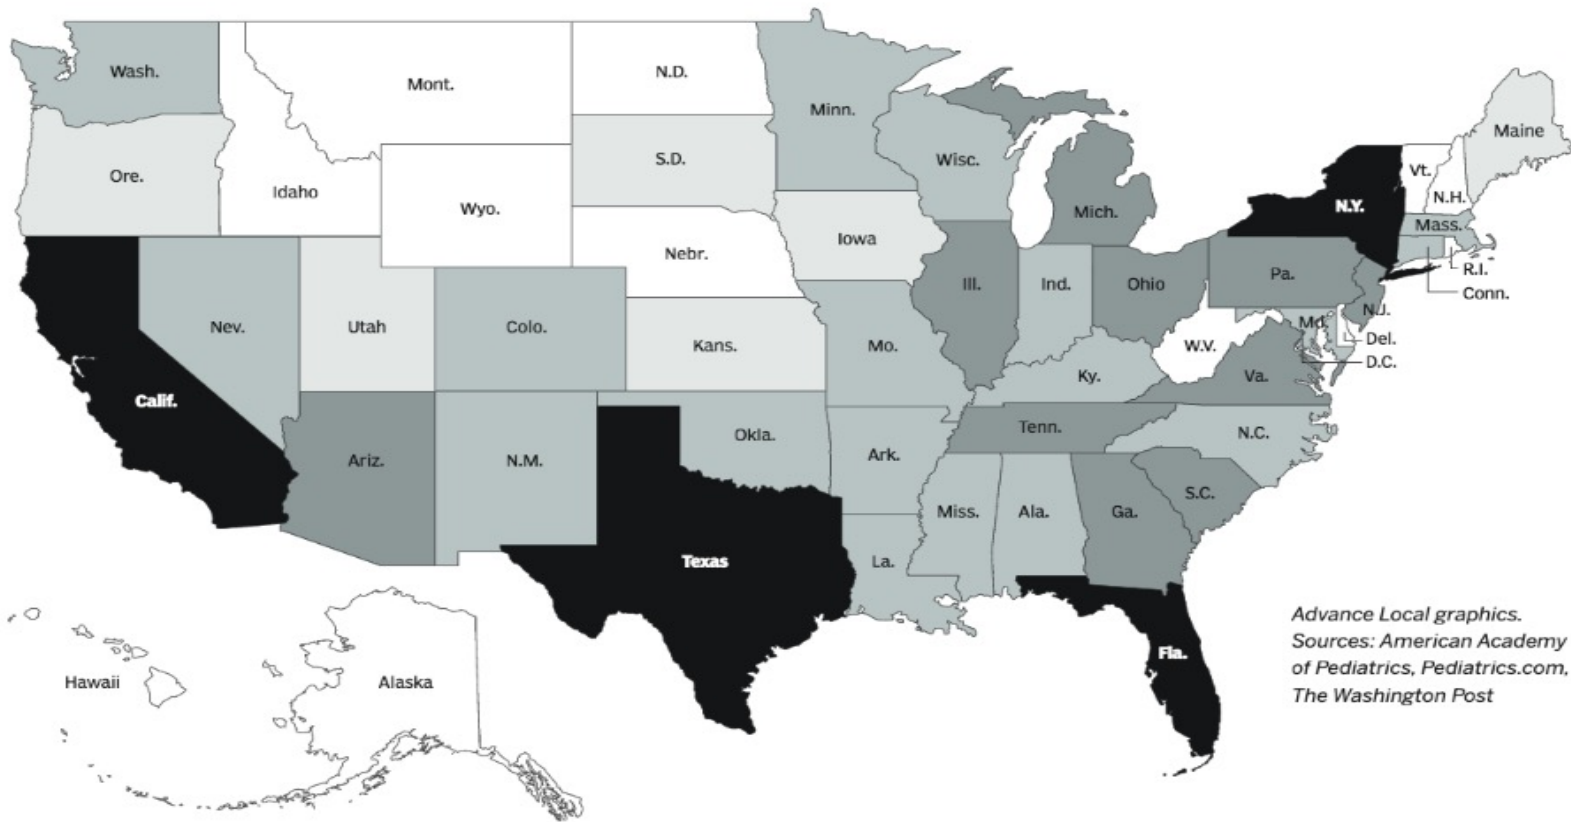 Wash.
Mont.
N.D.
Minn.
Ore.
Idaho
Wyo.
S.D.
Wisc.
Mich.
N.Y.
Vt.
N.H.
Maine
Mass.
R.I.
Conn.
Nebr.
Iowa
Ill.
Ind.
Ohio
Pa.
N.J.
Md.
Del.
D.C.
Nev.
Utah
Colo.
Kans.
Mo.
Ky.
W.V.
Va.
Calif.
Ariz.
N.M.
Okla.
Ark.
Tenn.
N.C.
S.C.
Texas
La.
Miss.
Ala.
Ga.
Fla.
Hawaii
Alaska
Advance Local graphics.
Sources: American Academy
of Pediatrics, Pediatrics.com,
The Washington Post